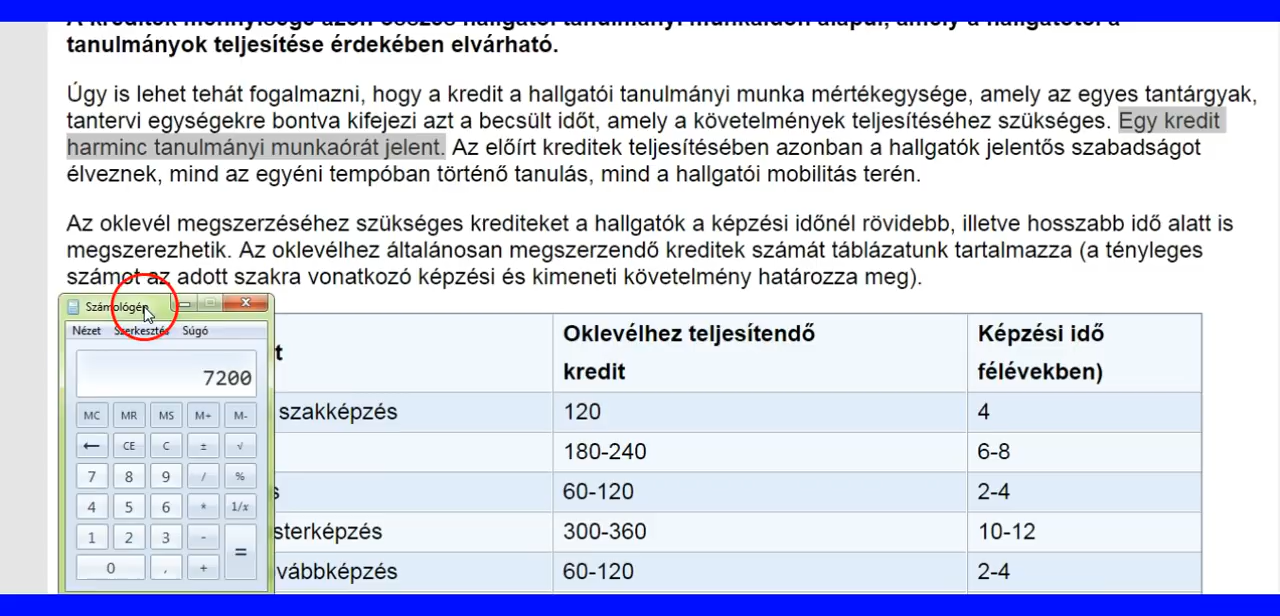 tanulmányok teljesítése érdekében elvárható.
Úgy is lehet tehát fogalmazni, hogy a kredit a hallgatói tanulmányi munka mértékegysége, amely az egyes tantárgyak,
tantervi egységekre bontva kifejezi azt a becsült időt, amely a követelmények teljesítéséhez szükséges. Egy kredit
harminc tanulmányi munkaórát jelent. Az előírt kreditek teljesítésében azonban a hallgatók jelentős szabadságot
élveznek, mind az egyéni tempóban történő tanulás, mind a hallgatói mobilitás terén.
Az oklevél megszerzéséhez szükséges krediteket a hallgatók a képzési időnél rövidebb, illetve hosszabb idő alatt is
megszerezhetik. Az oklevélhez általánosan megszerzendő kreditek számát táblázatunk tartalmazza (a tényleges
számot az adott szakra vonatkozó képzési és kimeneti követelmény határozza meg).
Számológép
Nézet Szerkesztés Súgó
7200
MC MR MS M+ M-
← CE C ± √
7 8 9 / %
4 5 6 * 1/x
1 2 3 - =
0 , +
t
Oklevélhez teljesítendő
kredit
Képzési idő
félévekben)
szakképzés 120 4
180-240 6-8
s 60-120 2-4
sterképzés 300-360 10-12
vábbképzés 60-120 2-4